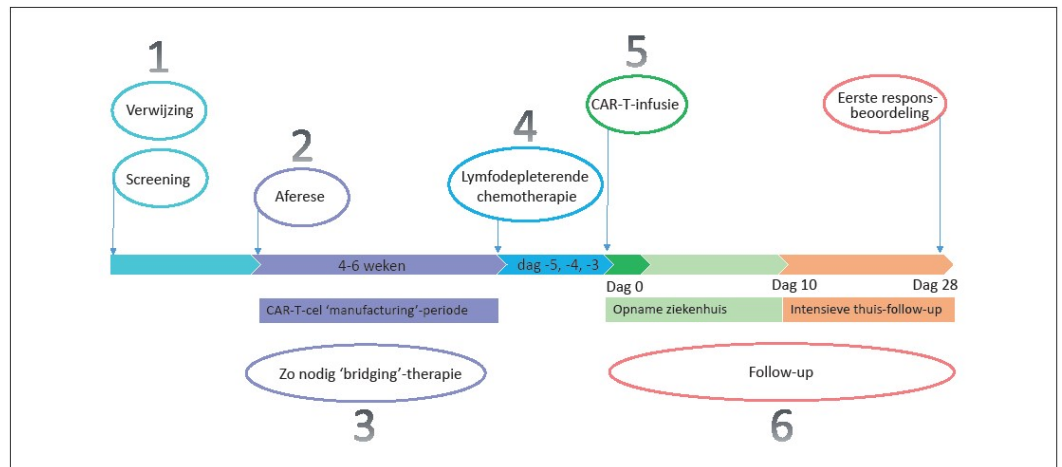 1
Verwijzing
Screening
2
Aferese
4
Lymfodepleterende
chemotherapie
5
CAR-T-infusie
Eerste respons-
beoordeling
4-6 weken
dag -5, -4, -3
Dag 0
Dag 10
Dag 28
CAR-T-cel ‘manufacturing’-periode
Opname ziekenhuis
Intensieve thuis-follow-up
Zo nodig ‘bridging’-therapie
3
Follow-up
6